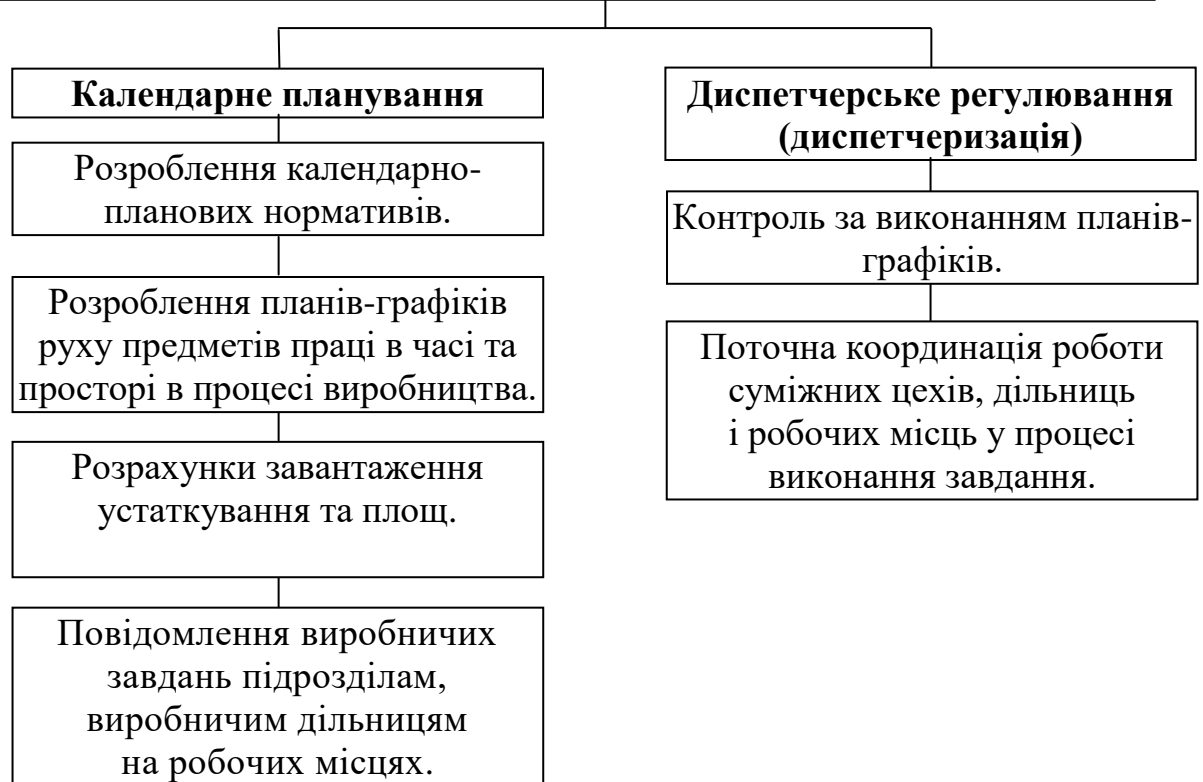 Календарне планування
Розроблення календарно-
планових нормативів.
Розроблення планів-графіків
руху предметів праці в часі та
просторі в процесі виробництва.
Розрахунки завантаження
устаткування та площ.
Повідомлення виробничих
завдань підрозділам,
виробничим дільницям
на робочих місцях.
Диспетчерське регулювання
(диспетчеризація)
Контроль за виконанням планів-
графіків.
Поточна координація роботи
суміжних цехів, дільниць
і робочих місць у процесі
виконання завдання.